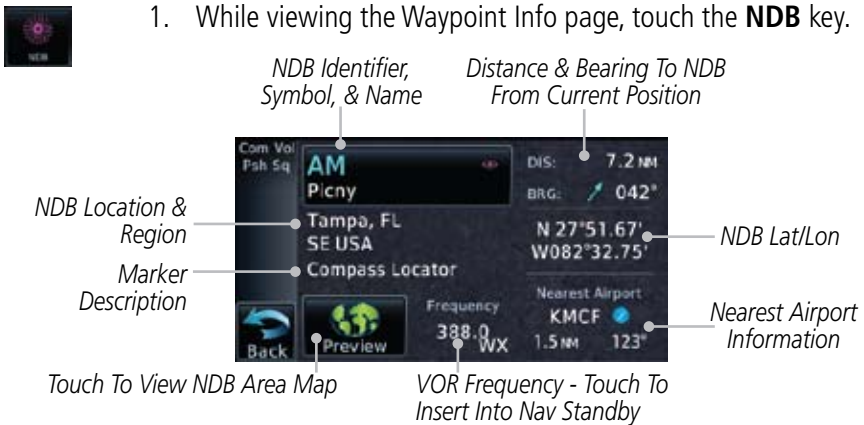 1. While viewing the Waypoint Info page, touch the NDB key.
NDB
NDB Identifier,
Symbol, & Name
Distance & Bearing To NDB
From Current Position
Com Vol
Psh Sq
AM
Picny
DIS: 7.2 NM
BRG: 042°
NDB Location &
Region
Tampa, FL
SE USA
N 27°51.67'
W082°32.75'
NDB Lat/Lon
Marker
Description
Compass Locator
Nearest Airport
KMCF
1.5 NM 123°
Nearest Airport
Information
Back
Preview
Frequency
388.0
WX
Touch To View NDB Area Map
VOR Frequency - Touch To
Insert Into Nav Standby